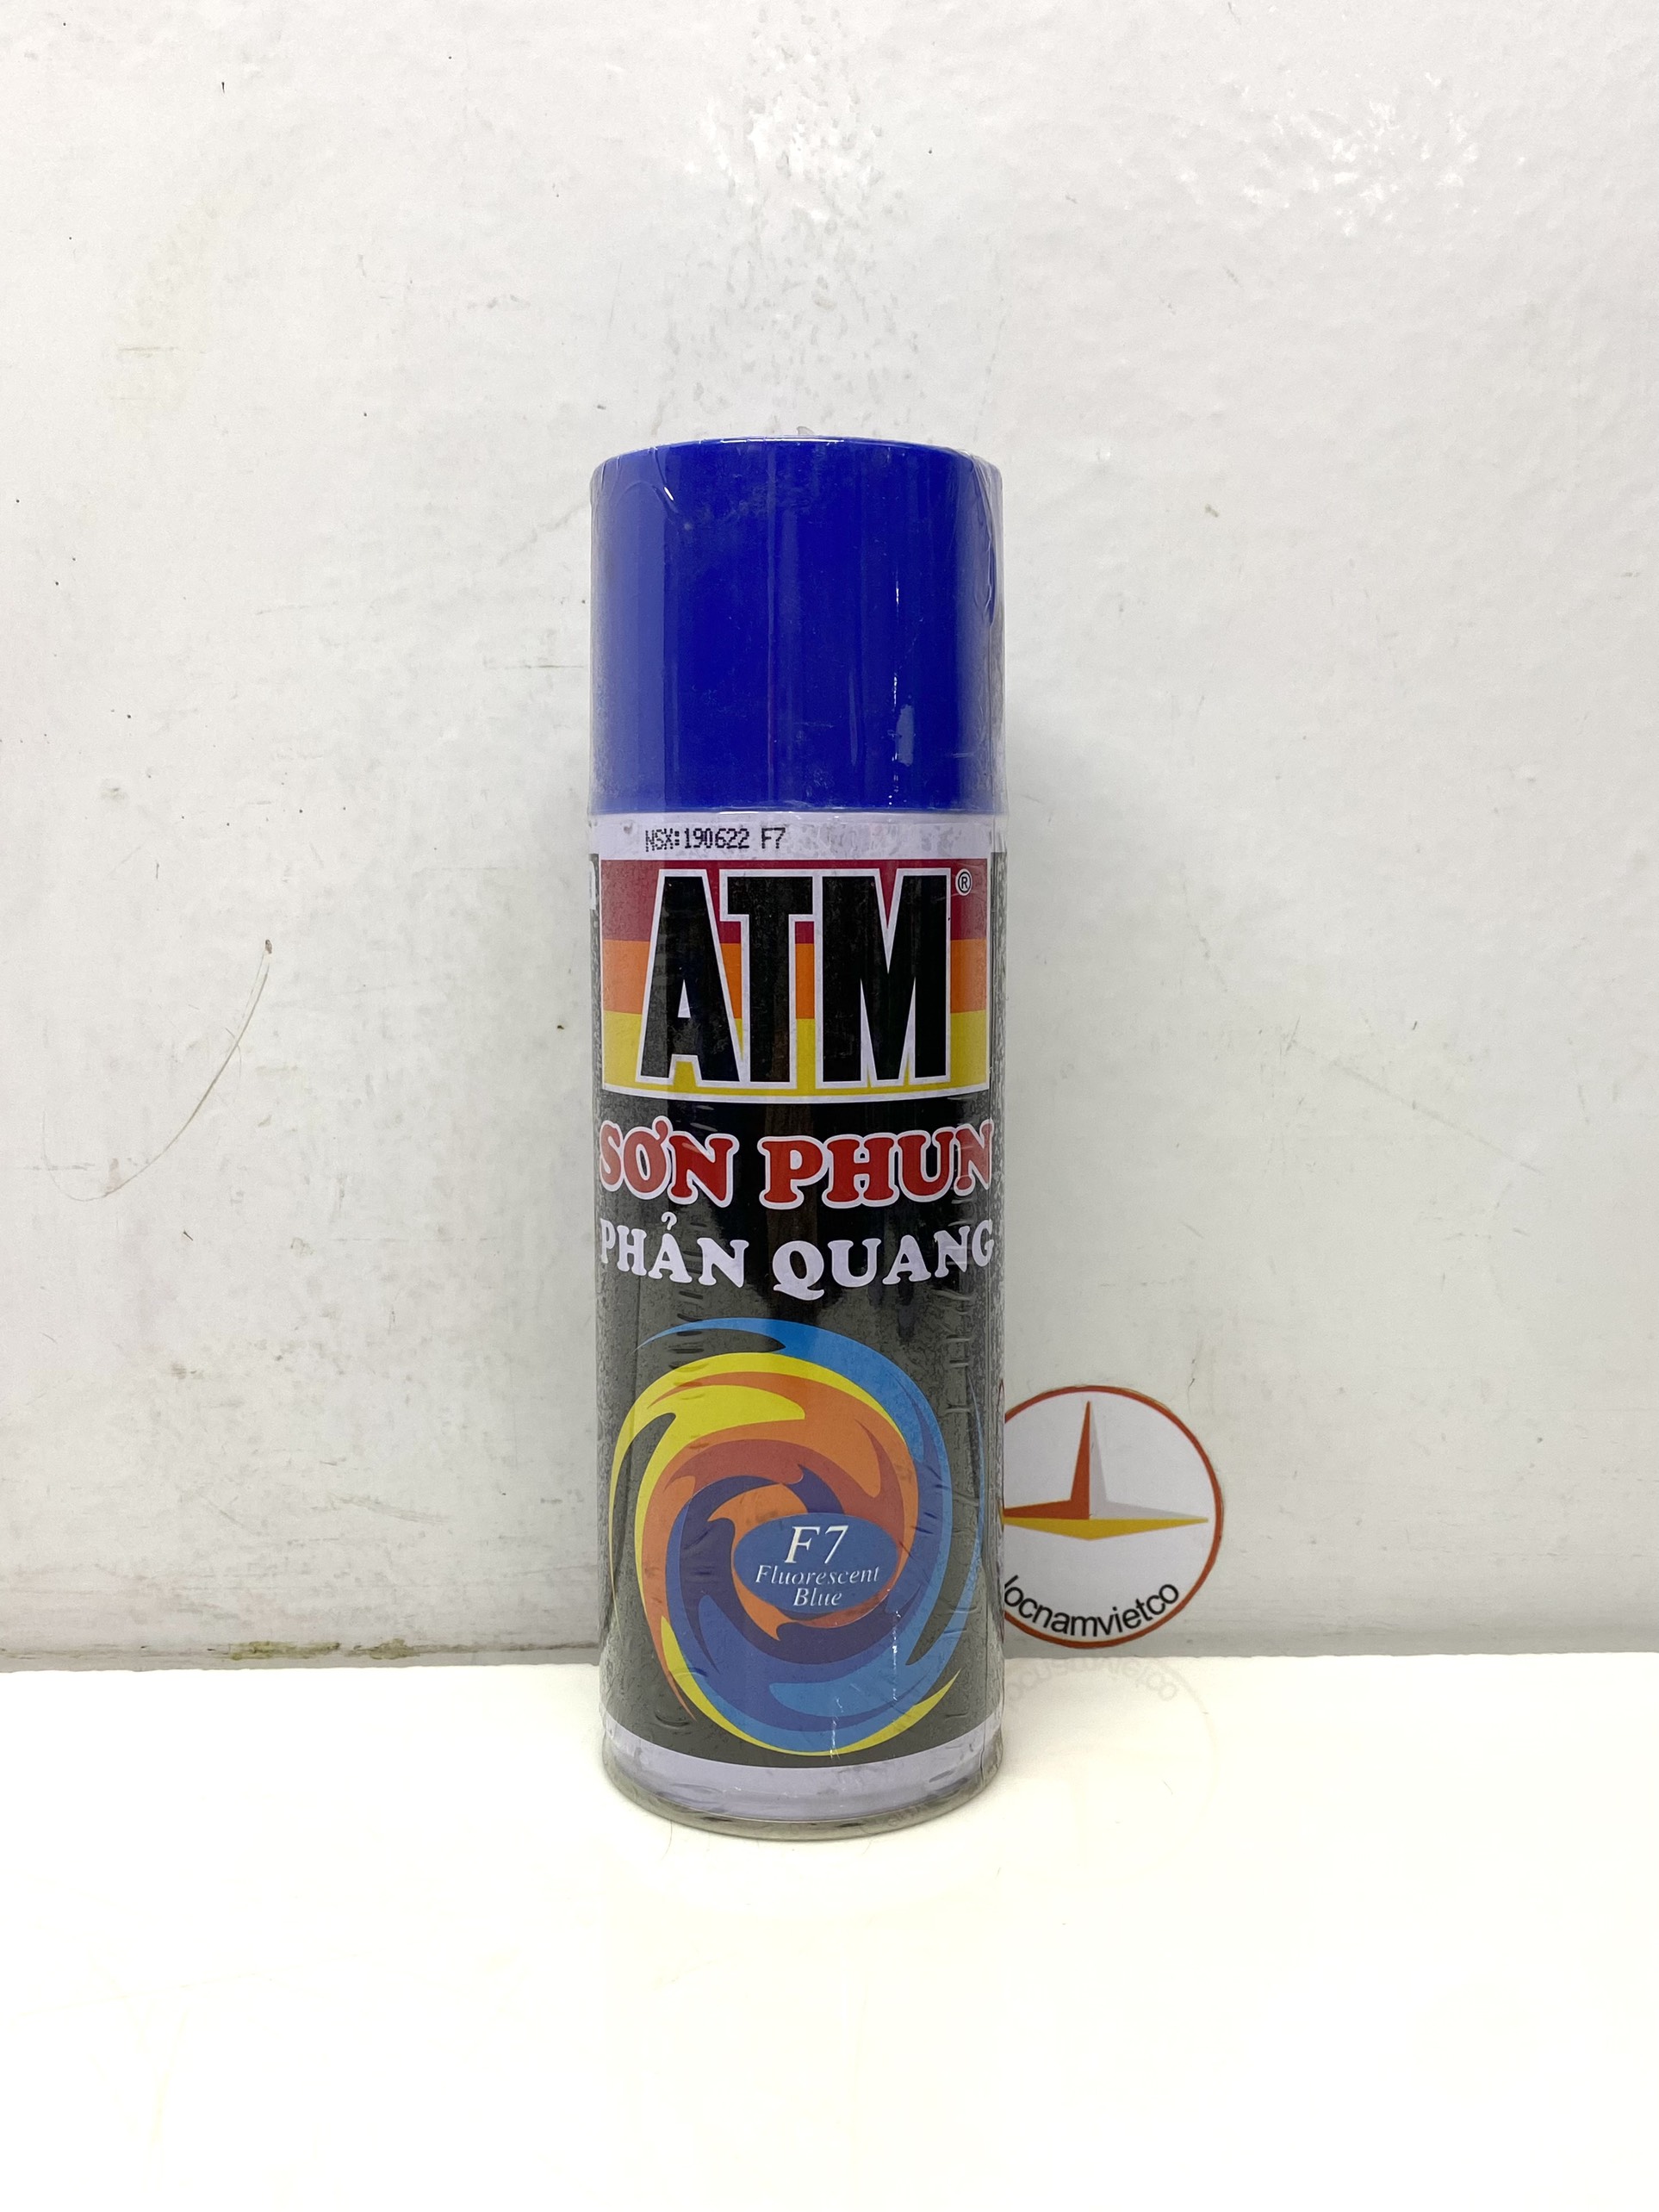 NSX:190622 F7
ATM®
SƠN PHUN
PHẢN QUANG
F7
Fluorescent
Blue
locnamvietco